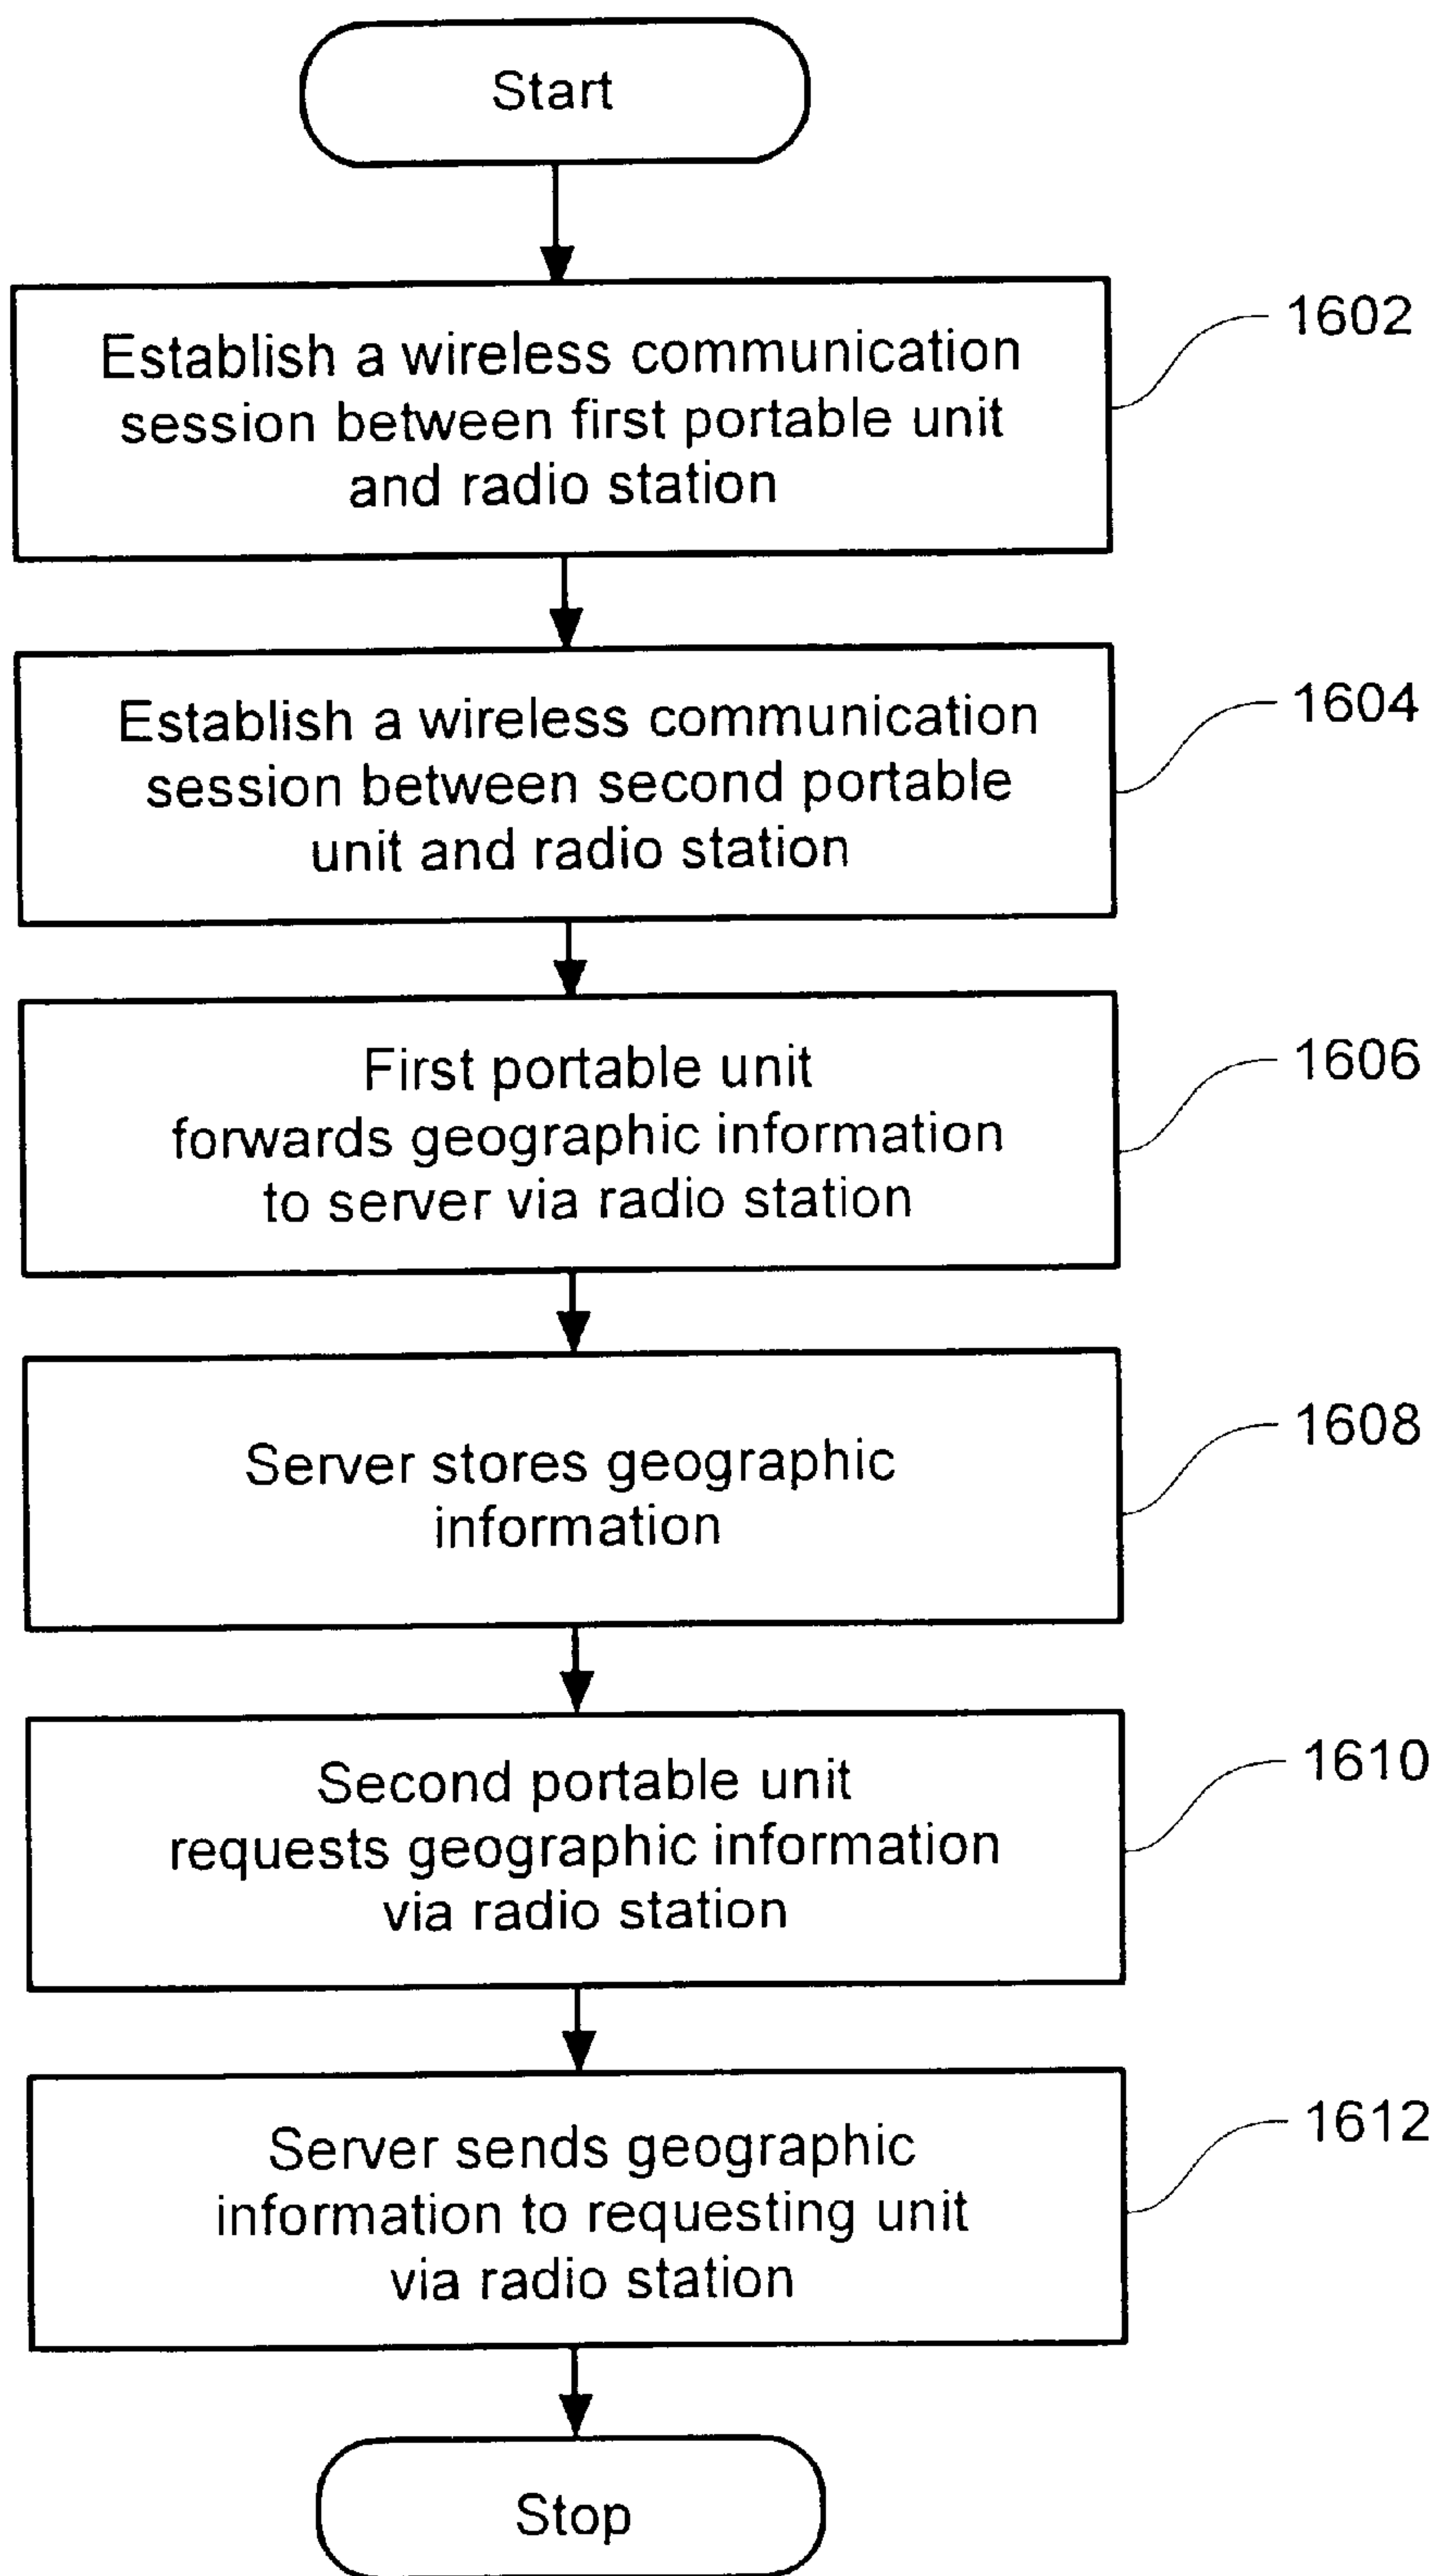 Start
Establish a wireless communication
session between first portable unit
and radio station
1602
Establish a wireless communication
session between second portable
unit and radio station
1604
First portable unit
forwards geographic information
to server via radio station
1606
Server stores geographic
information
1608
Second portable unit
requests geographic information
via radio station
1610
Server sends geographic
information to requesting unit
via radio station
1612
Stop